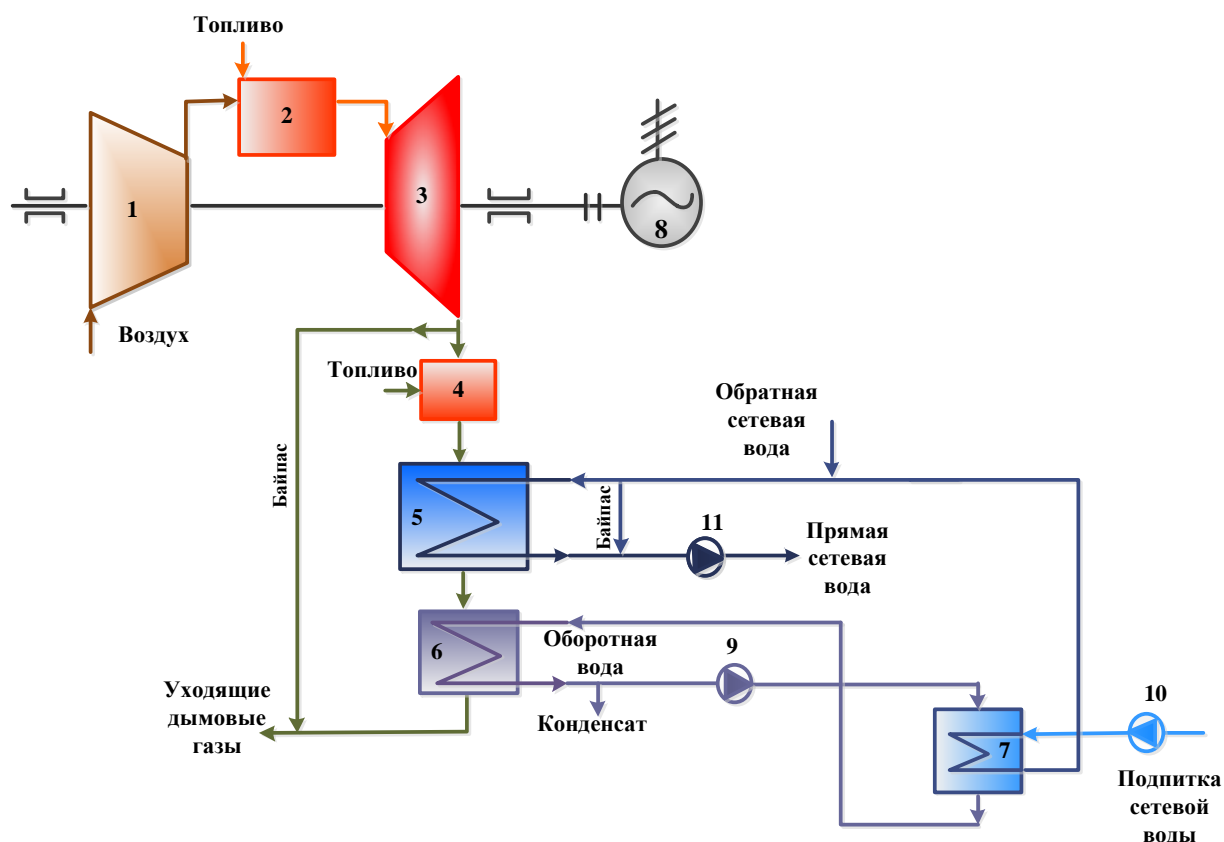 Топливо
2
3
1
8
Воздух
Топливо
4
Обратная
сетевая
вода
Байпас
5
Байпас
11
Прямая
сетевая
вода
6
Оборотная
вода
9
Конденсат
Уходящие
дымовые
газы
10
7
Подпитка
сетевой
воды